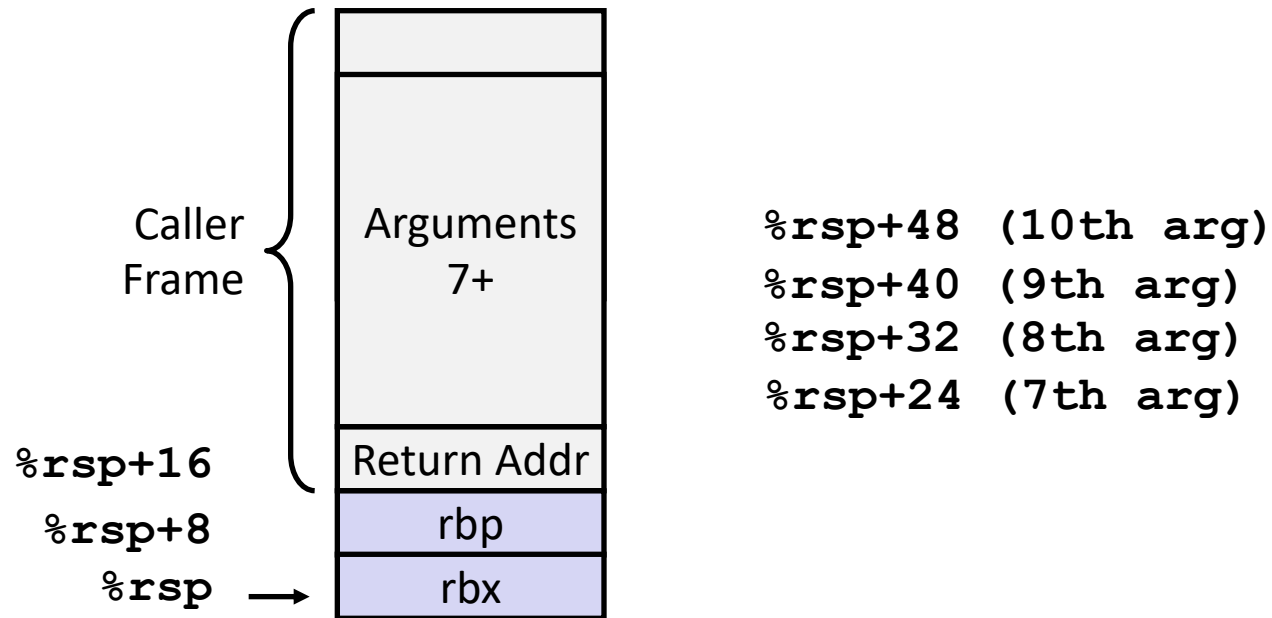 Caller
Frame
Arguments
7+
%rsp+48 (10th arg)
%rsp+40 (9th arg)
%rsp+32 (8th arg)
%rsp+24 (7th arg)
%rsp+16
Return Addr
%rsp+8
rbp
%rsp
rbx